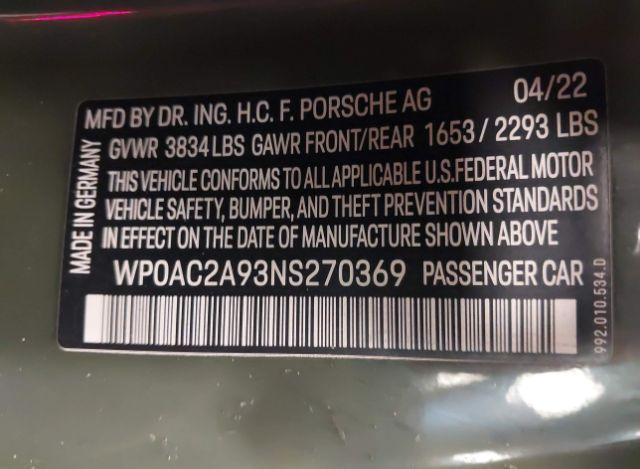 MFD BY DR. ING. H.C. F. PORSCHE AG 04/22
GVWR 3834 LBS GAWR FRONT/REAR 1653 / 2293 LBS
THIS VEHICLE CONFORMS TO ALL APPLICABLE U.S. FEDERAL MOTOR
VEHICLE SAFETY, BUMPER, AND THEFT PREVENTION STANDARDS
IN EFFECT ON THE DATE OF MANUFACTURE SHOWN ABOVE
WP0AC2A93NS270369 PASSENGER CAR
MADE IN GERMANY
992.010.534.D